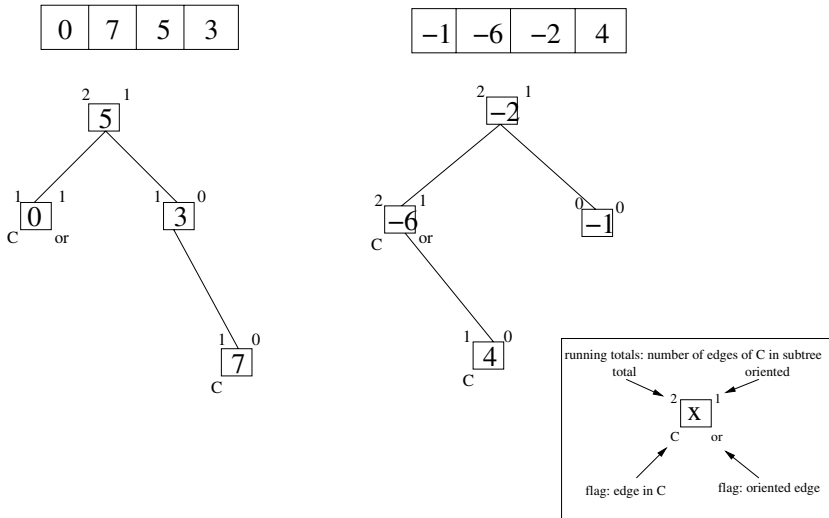 0 7 5 3
−1 −6 −2 4
2 1
5
1 1
0
C or
1 0
3
1 0
7
C
2 1
−2
2 1
−6
C or
0 0
−1
1 0
4
C
running totals: number of edges of C in subtree
total oriented
2 1
x
C or
flag: edge in C flag: oriented edge